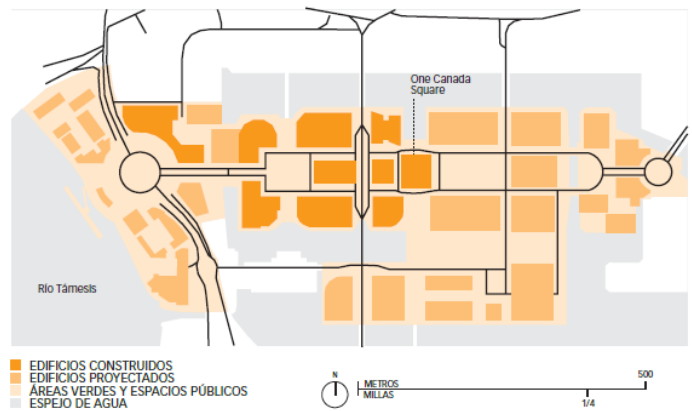 One Canada
Square
Río Támesis
EDIFICIOS CONSTRUIDOS
EDIFICIOS PROYECTADOS
ÁREAS VERDES Y ESPACIOS PÚBLICOS
ESPEJO DE AGUA
N
METROS
500
MILLAS
1/4